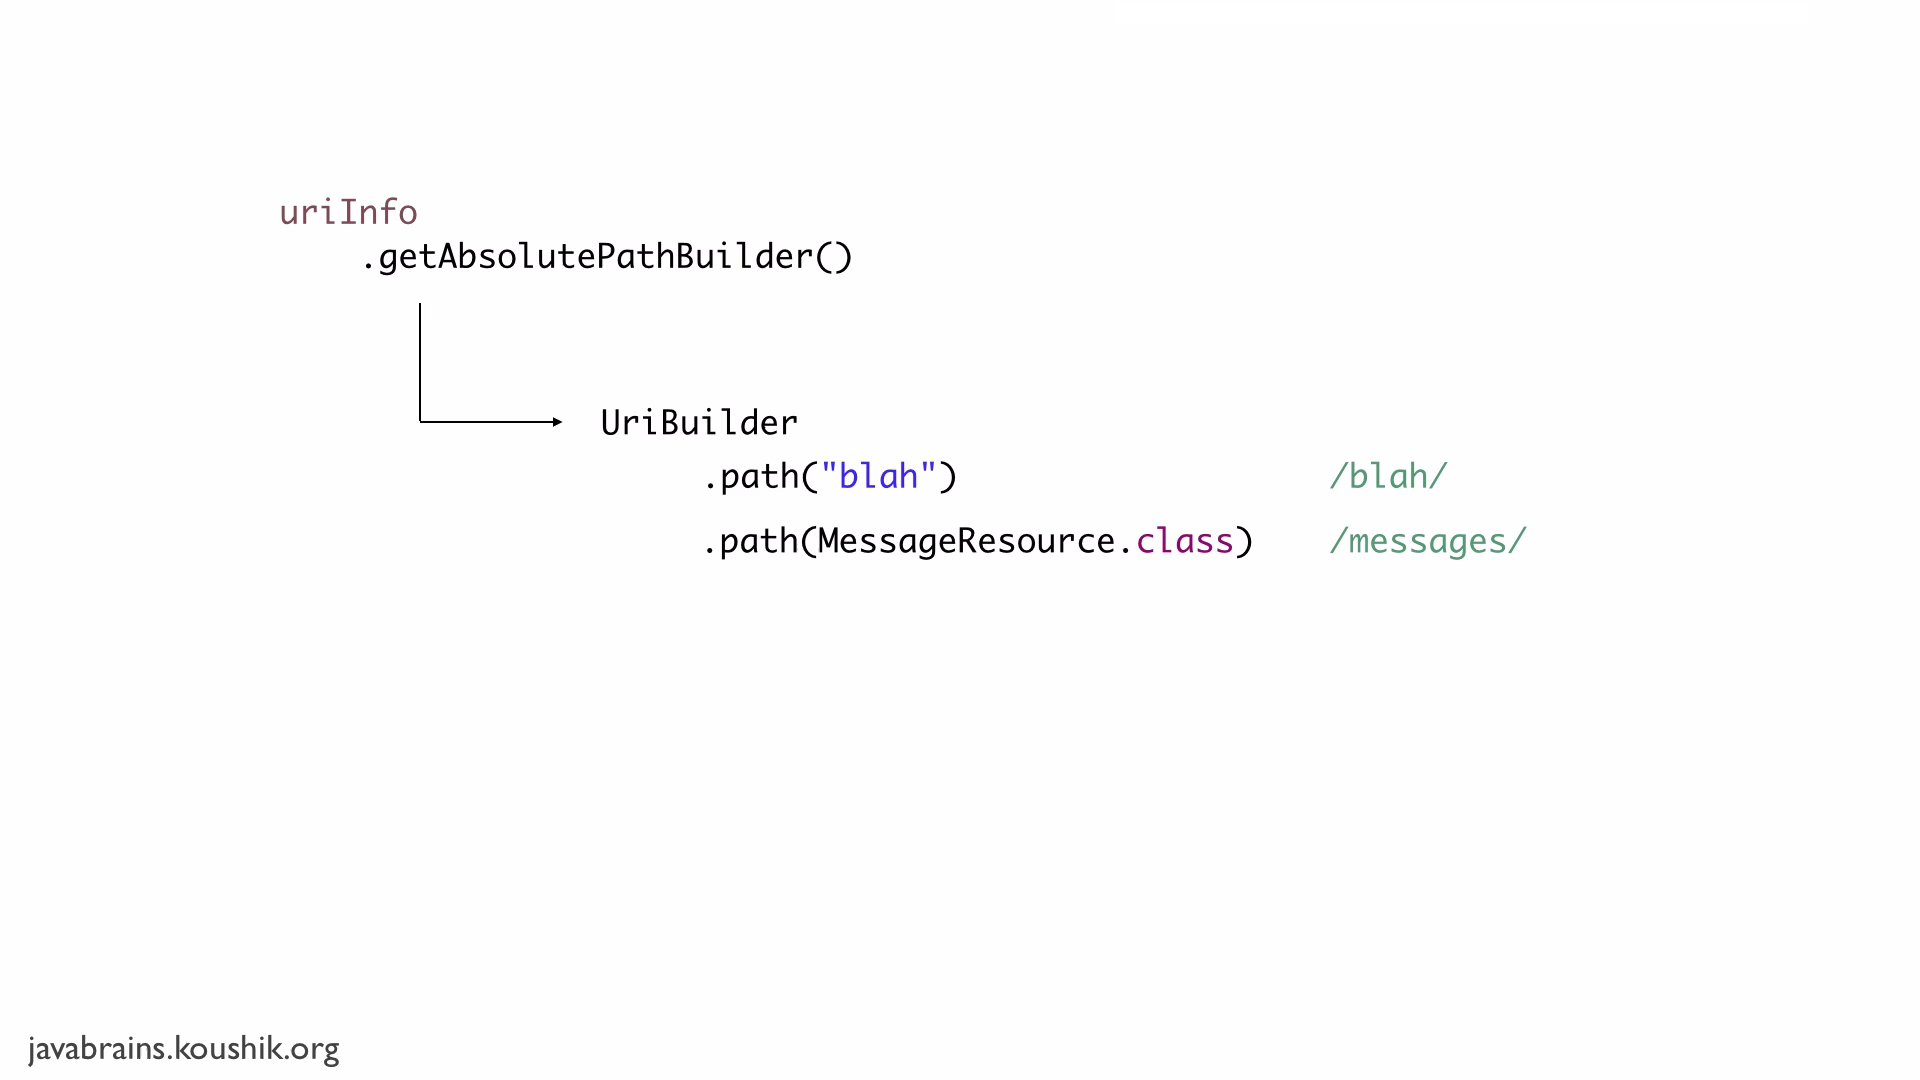 uriInfo
.getAbsolutePathBuilder()
UriBuilder
.path("blah") /blah/
.path(MessageResource.class) /messages/
javabrains.koushik.org